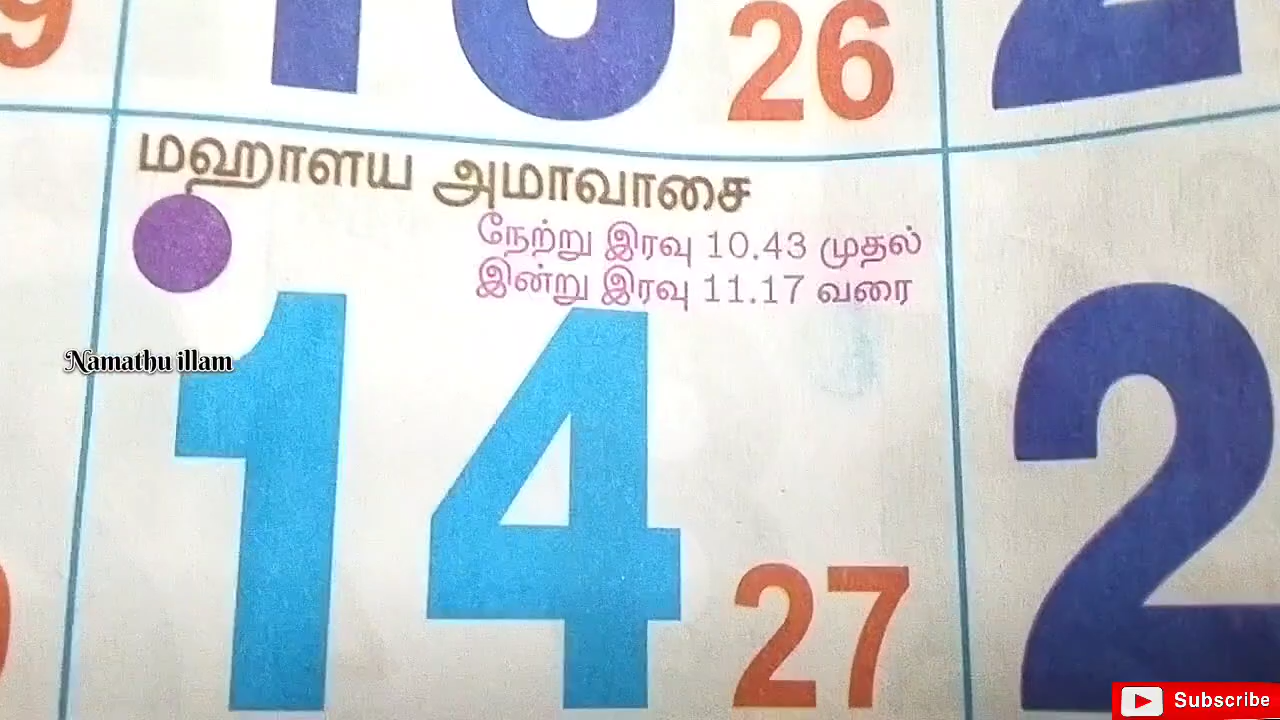 26
மஹாளய அமாவாசை
நேற்று இரவு 10.43 முதல்
இன்று இரவு 11.17 வரை
Namathu illam
14
2
27
Subscribe